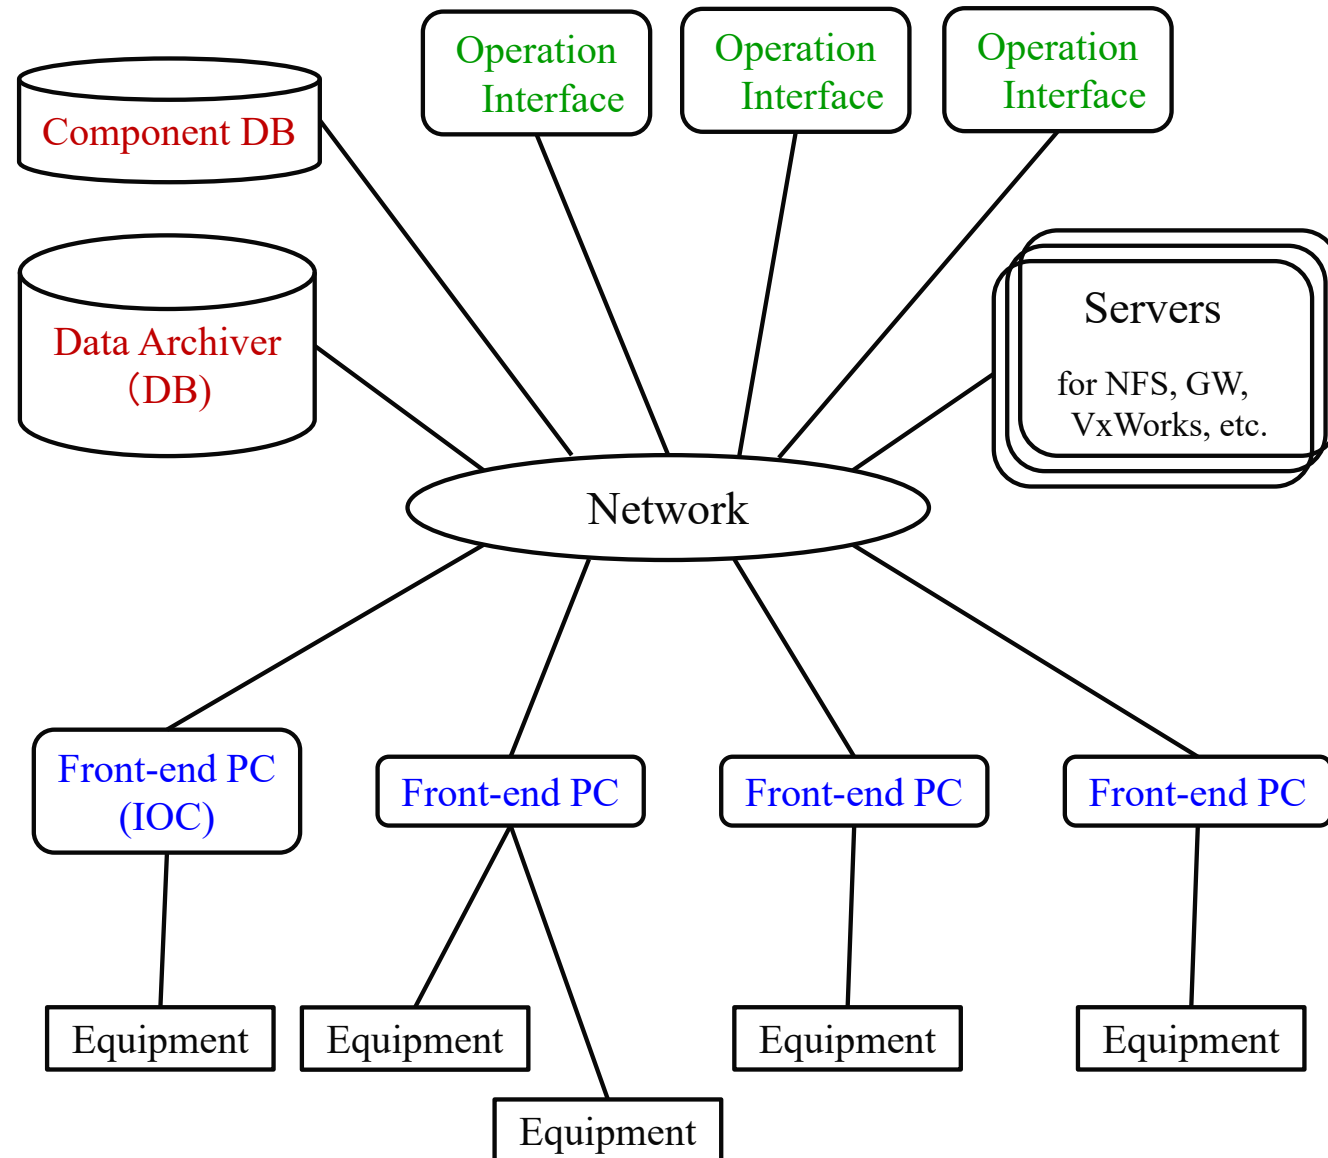 Operation
Interface
Operation
Interface
Operation
Interface
Component DB
Data Archiver
（DB)
Servers
for NFS, GW,
VxWorks, etc.
Network
Front-end PC
(IOC)
Front-end PC
Front-end PC
Front-end PC
Equipment
Equipment
Equipment
Equipment
Equipment